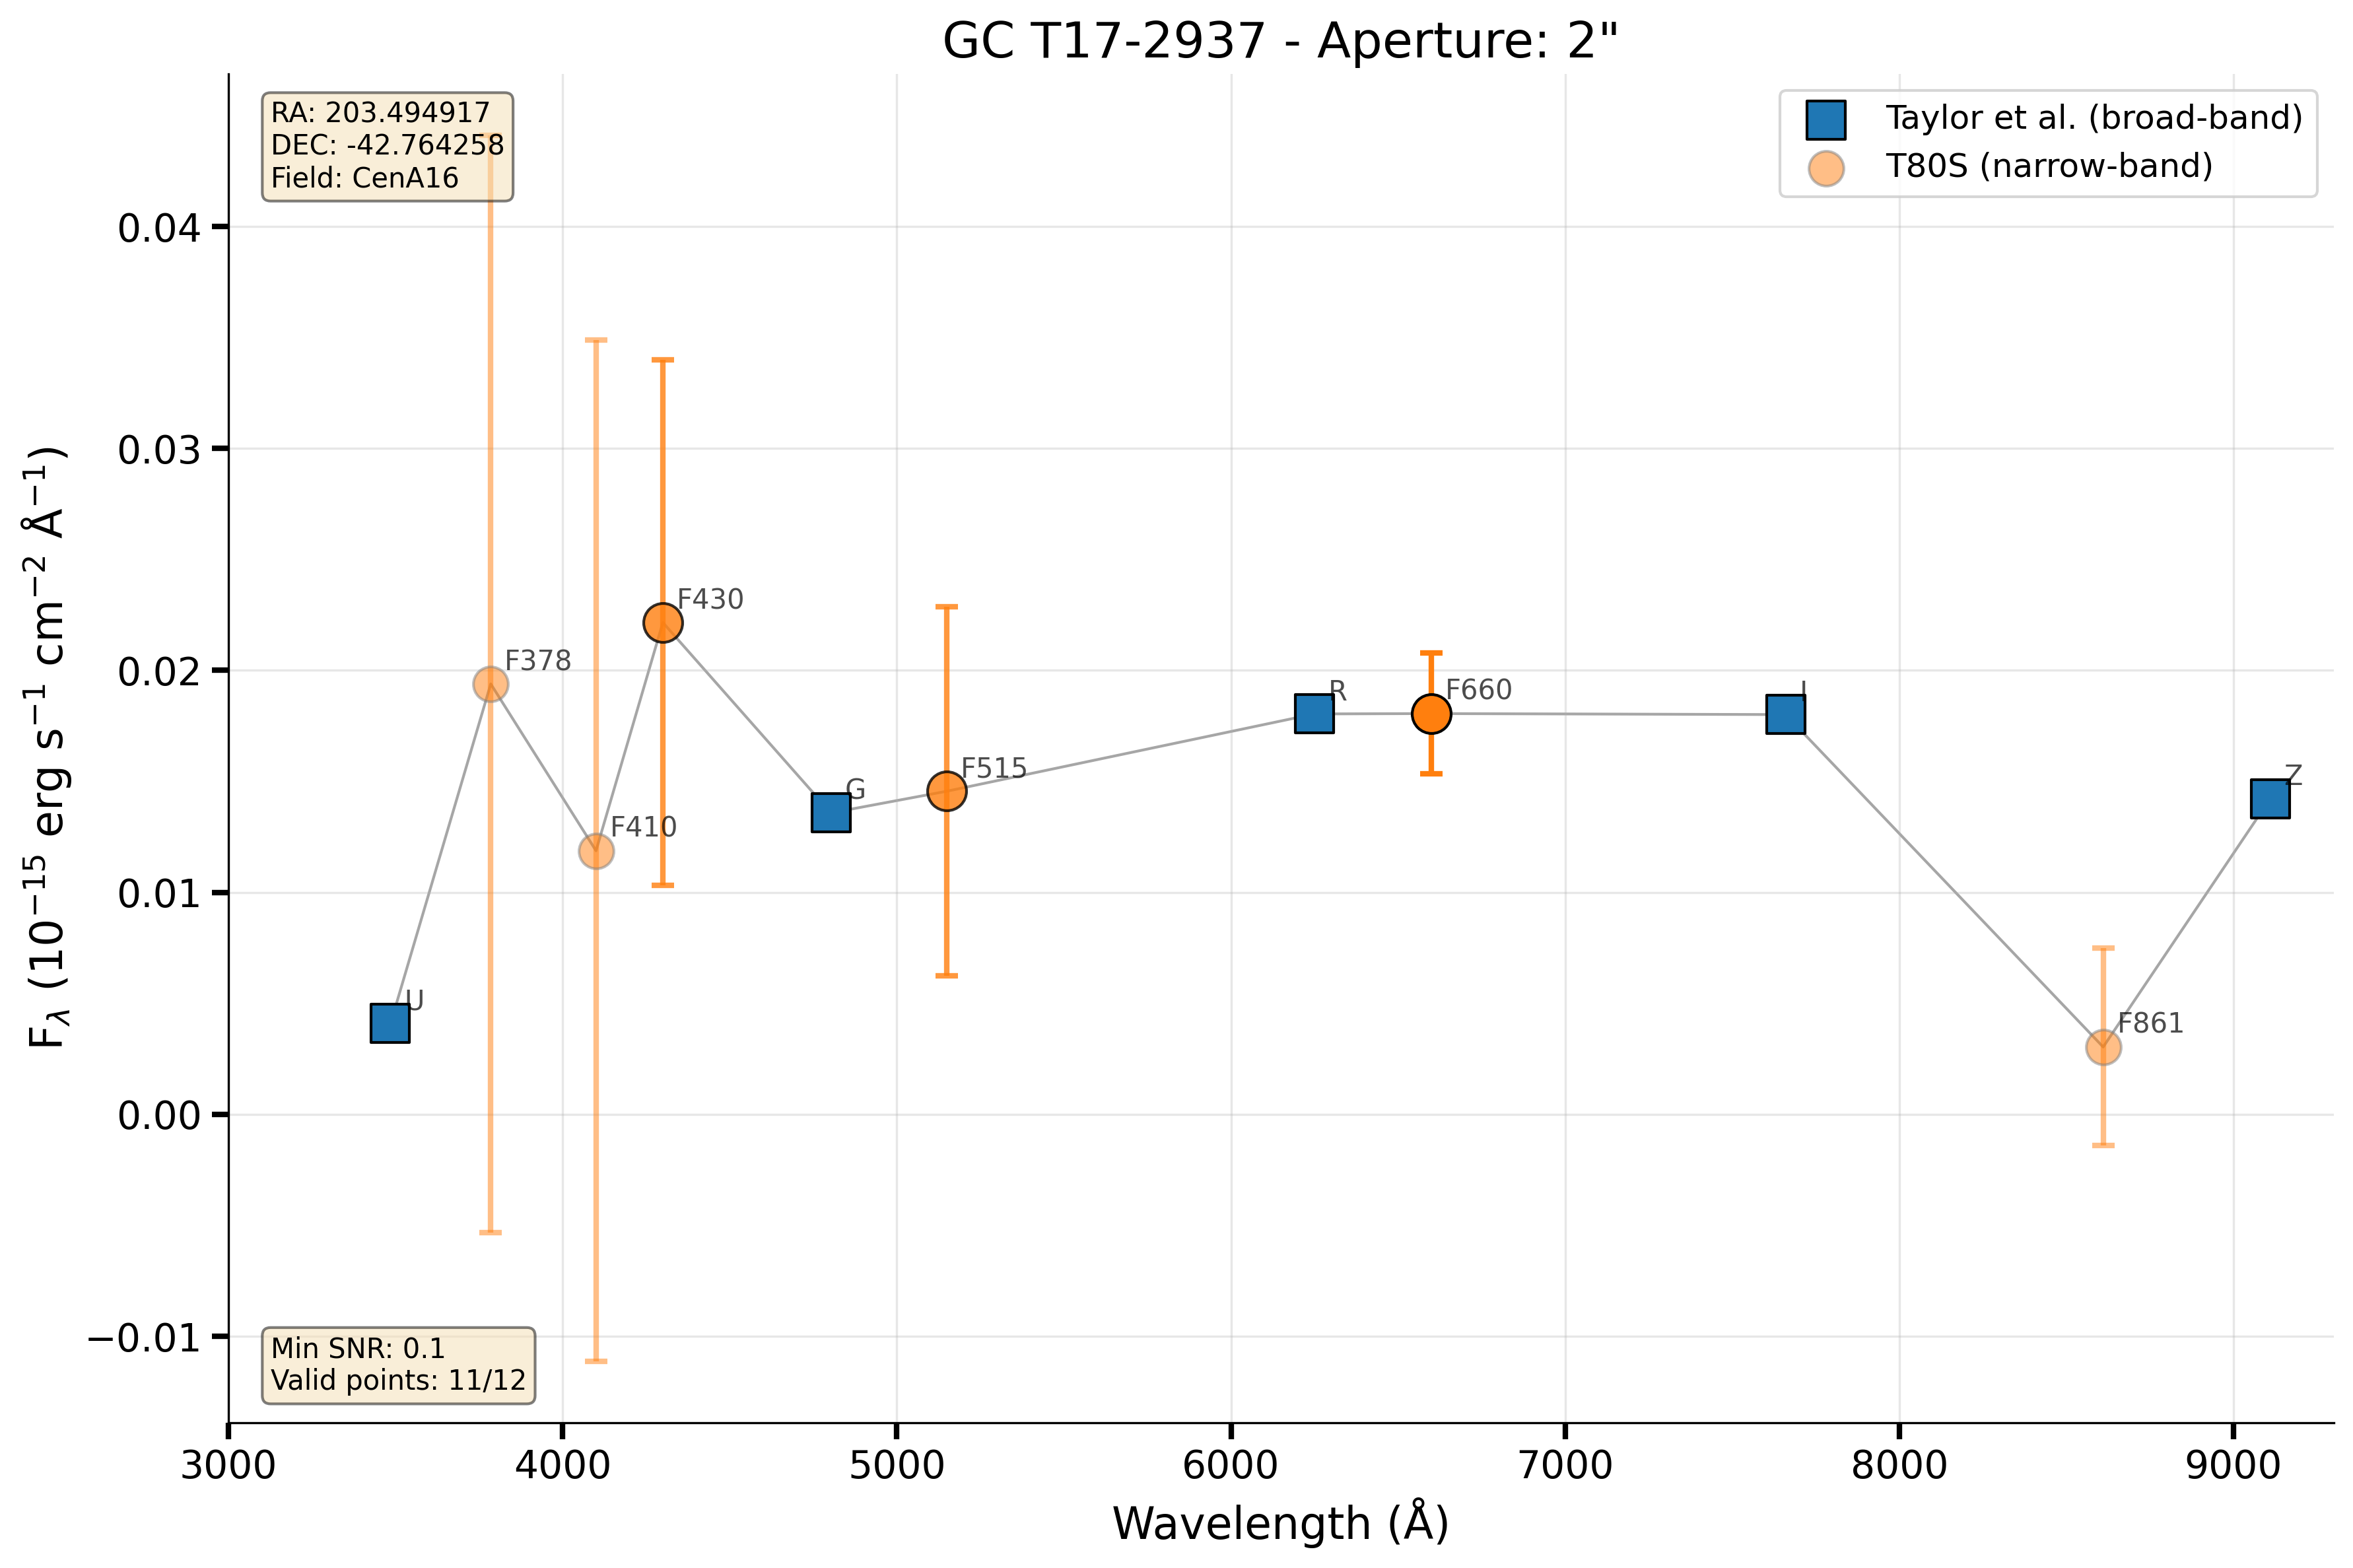 GC T17-2937 - Aperture: 2"
RA: 203.494917
DEC: -42.764258
Field: CenA16
Taylor et al. (broad-band)
T80S (narrow-band)
0.04
0.03
0.02
0.01
0.00
−0.01
F_λ (10⁻¹⁵ erg s⁻¹ cm⁻² Å⁻¹)
U
F378
F410
F430
G
F515
R
F660
I
F861
Z
Min SNR: 0.1
Valid points: 11/12
3000 4000 5000 6000 7000 8000 9000
Wavelength (Å)